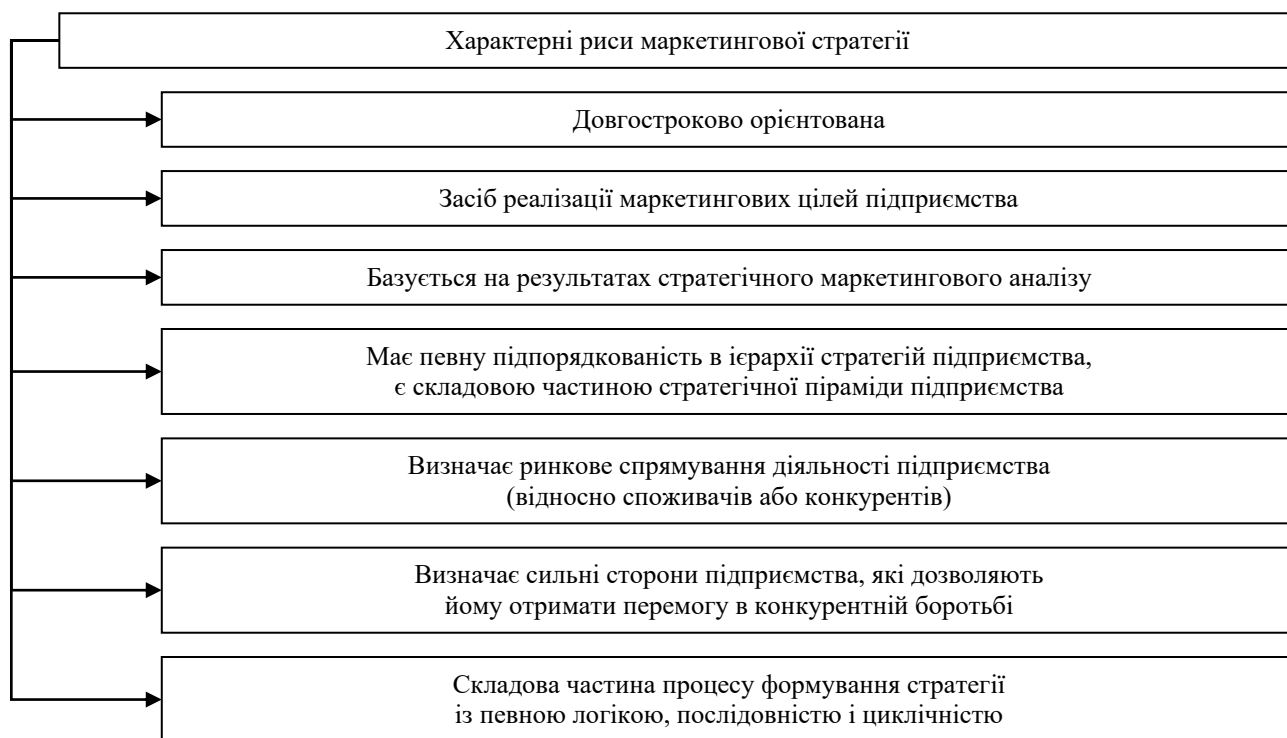 Характерні риси маркетингової стратегії
Довгостроково орієнтована
Засіб реалізації маркетингових цілей підприємства
Базується на результатах стратегічного маркетингового аналізу
Має певну підпорядкованість в ієрархії стратегій підприємства,
є складовою частиною стратегічної піраміди підприємства
Визначає ринкове спрямування діяльності підприємства
(відносно споживачів або конкурентів)
Визначає сильні сторони підприємства, які дозволяють
йому отримати перемогу в конкурентній боротьбі
Складова частина процесу формування стратегії
із певною логікою, послідовністю і циклічністю